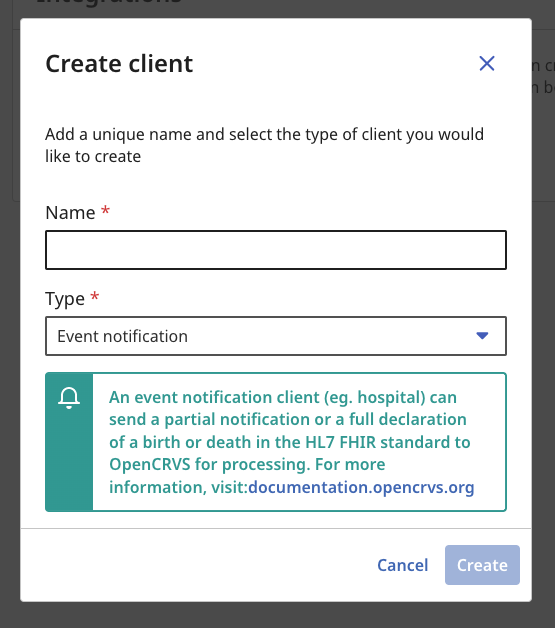 Integrations
Create client
Add a unique name and select the type of client you would
like to create
Name *
Type *
Event notification
An event notification client (eg. hospital) can
send a partial notification or a full declaration
of a birth or death in the HL7 FHIR standard to
OpenCRVS for processing. For more
information, visit:documentation.opencrvs.org
Cancel
Create